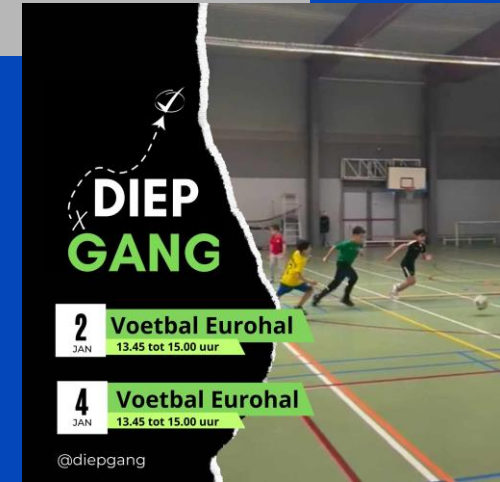 DIEP
GANG
2
JAN
Voetbal Eurohal
13.45 tot 15.00 uur
4
JAN
Voetbal Eurohal
13.45 tot 15.00 uur
@diepgang